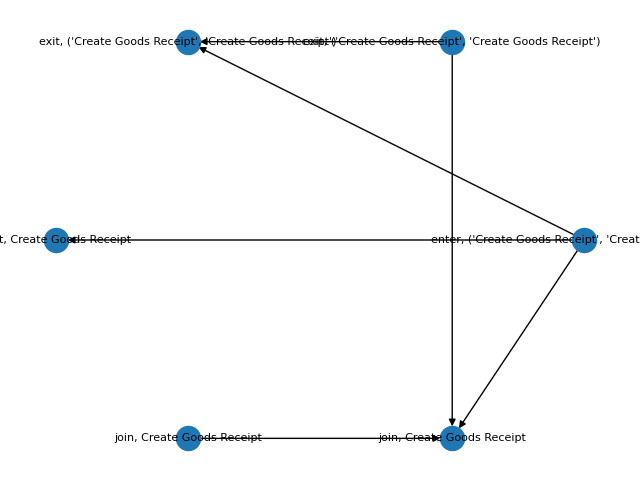 exit, ('Create Goods Receipt', 'Create Goods Receipt')
exit, ('Create Goods Receipt', 'Create Goods Receipt')
t, Create Goods Receipt
enter, ('Create Goods Receipt', 'Creat
join, Create Goods Receipt
join, Create Goods Receipt